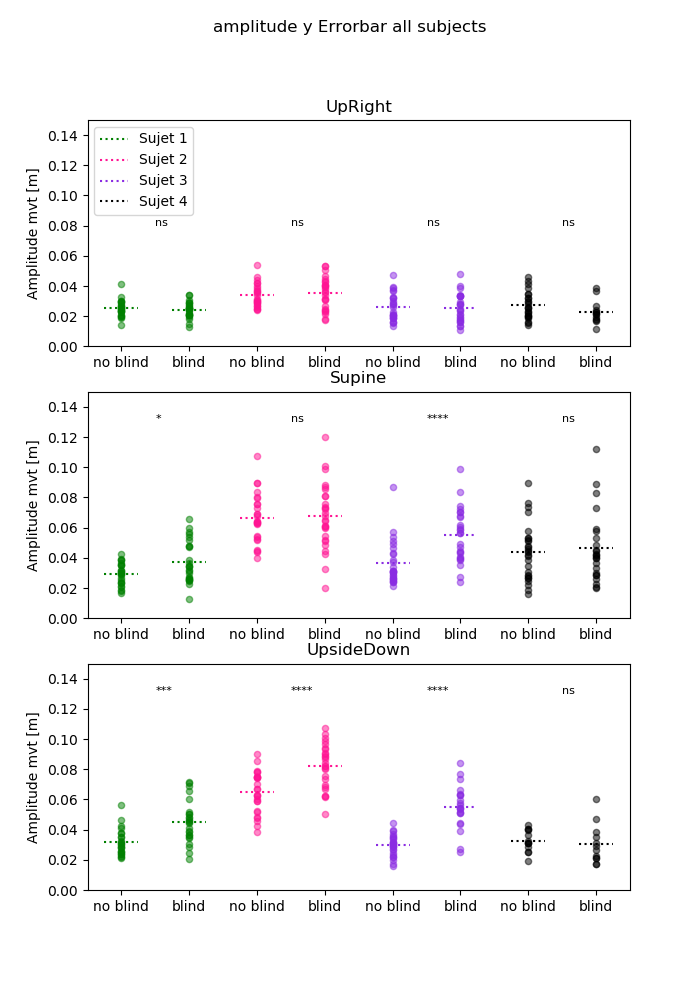 amplitude y Errorbar all subjects
UpRight
Amplitude mvt [m]
0.14
0.12
0.10
0.08
0.06
0.04
0.02
0.00
Sujet 1
Sujet 2
Sujet 3
Sujet 4
ns ns ns ns
no blind blind no blind blind no blind blind no blind blind
Supine
Amplitude mvt [m]
0.14
0.12
0.10
0.08
0.06
0.04
0.02
0.00
* ns **** ns
no blind blind no blind blind no blind blind no blind blind
UpsideDown
Amplitude mvt [m]
0.14
0.12
0.10
0.08
0.06
0.04
0.02
0.00
*** **** **** ns
no blind blind no blind blind no blind blind no blind blind